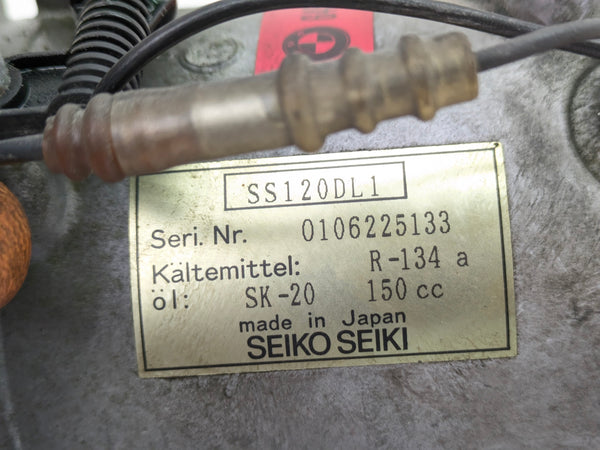 SS120DL1
Seri. Nr. 0106225133
Kältemittel: R-134 a
öl: SK-20 150 cc
made in Japan
SEIKO SEIKI